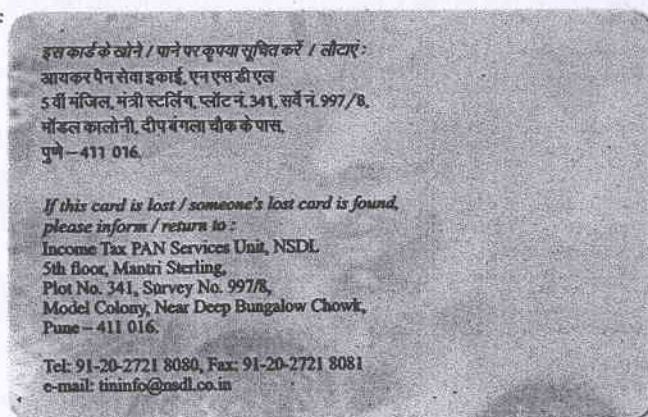 इस कार्ड के खोने / पाने पर कृपया सूचित करें / लौटाएं :
आयकर पैन सेवा इकाई, एन एस डी एल
5 वीं मंजिल, मंत्री स्टर्लिंग, प्लॉट नं. 341, सर्वे नं. 997/8,
मॉडल कालोनी, दीप बंगला चौक के पास,
पुणे – 411 016.
If this card is lost / someone's lost card is found,
please inform / return to :
Income Tax PAN Services Unit, NSDL
5th floor, Mantri Sterling,
Plot No. 341, Survey No. 997/8,
Model Colony, Near Deep Bungalow Chowk,
Pune – 411 016.
Tel: 91-20-2721 8080, Fax: 91-20-2721 8081
e-mail: tininfo@nsdl.co.in